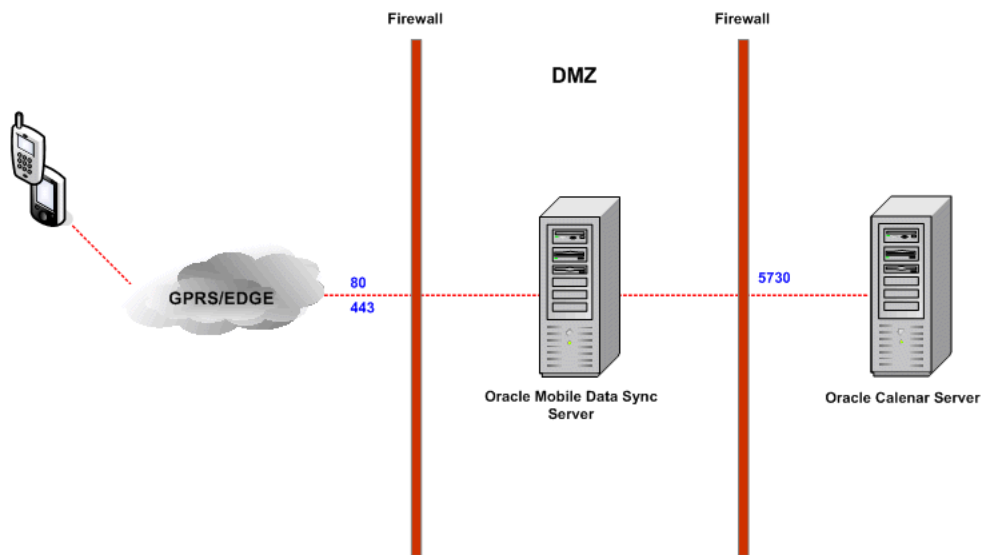 Firewall
Firewall
DMZ
GPRS/EDGE
80
443
5730
Oracle Mobile Data Sync
Server
Oracle Calenar Server